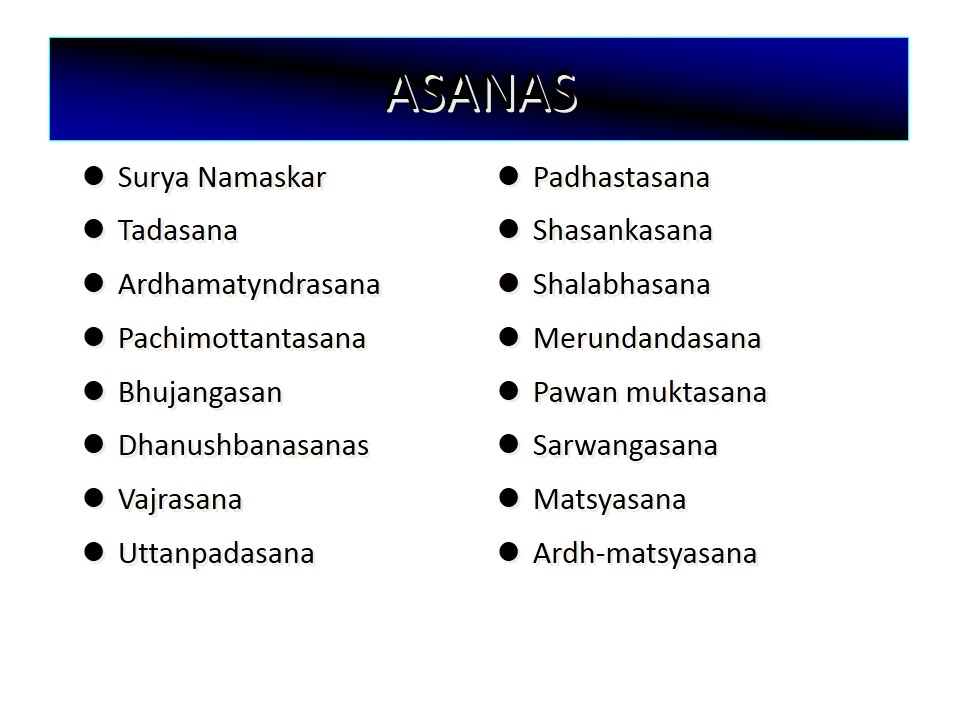 ASANAS
● Surya Namaskar
● Tadasana
● Ardhamatyndrasana
● Pachimottantasana
● Bhujangasan
● Dhanushbanasanas
● Vajrasana
● Uttanpadasana
● Padhastasana
● Shasankasana
● Shalabhasana
● Merundandasana
● Pawan muktasana
● Sarwangasana
● Matsyasana
● Ardh-matsyasana